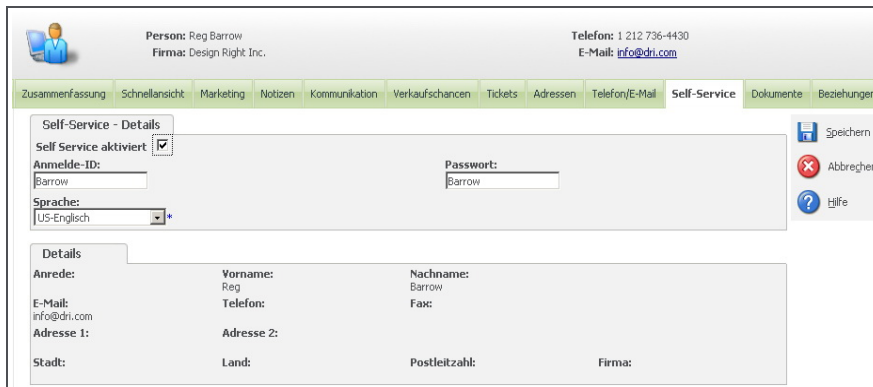 Person: Reg Barrow
Telefon: 1 212 736-4430
Firma: Design Right Inc.
E-Mail: info@dri.com
Zusammenfassung Schnellansicht Marketing Notizen Kommunikation Verkaufschancen Tickets Adressen Telefon/E-Mail Self-Service Dokumente Beziehungen
Self-Service - Details
Speichern
Self Service aktiviert
Anmelde-ID: Passwort:
Abbrechen
Barrow Barrow
Sprache:
Hilfe
US-Englisch *
Details
Anrede: Vorname: Nachname:
Reg Barrow
E-Mail: Telefon: Fax:
info@dri.com
Adresse 1: Adresse 2:
Stadt: Land: Postleitzahl: Firma: